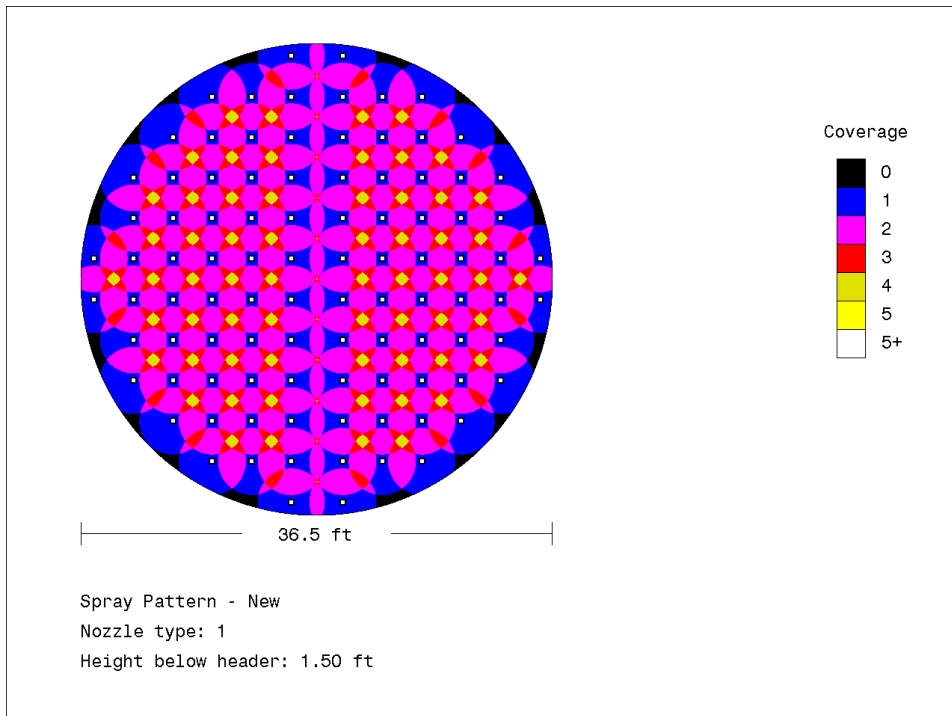 Coverage
0
1
2
3
4
5
5+
36.5 ft
Spray Pattern - New
Nozzle type: 1
Height below header: 1.50 ft